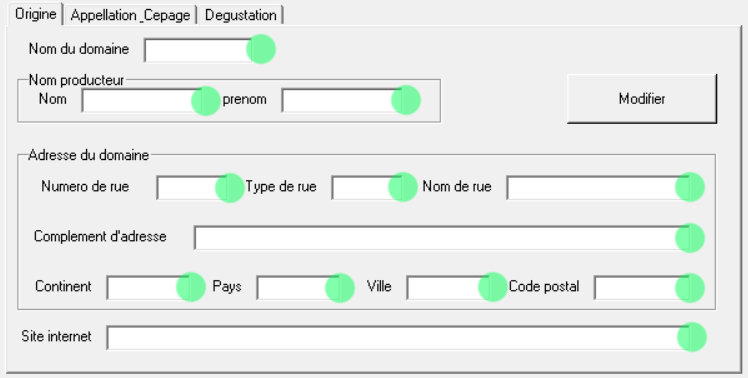 Origine Appellation_Cepage Degustation
Nom du domaine
Nom producteur
Nom prenom
Modifier
Adresse du domaine
Numero de rue Type de rue Nom de rue
Complement d'adresse
Continent Pays Ville Code postal
Site internet